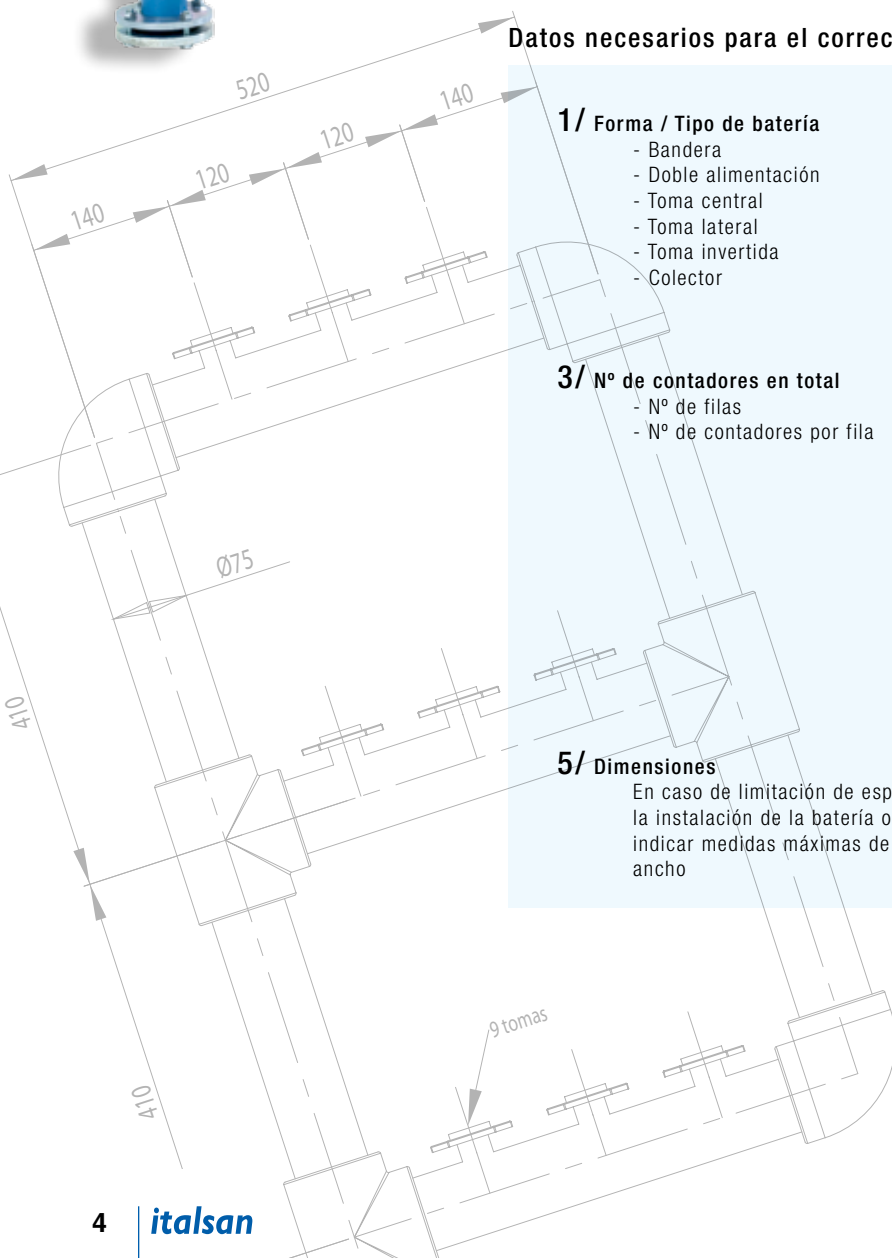 Datos necesarios para el correc
520
140
120
120
140
1/ Forma / Tipo de batería
- Bandera
- Doble alimentación
- Toma central
- Toma lateral
- Toma invertida
- Colector
3/ Nº de contadores en total
- Nº de filas
- Nº de contadores por fila
Ø75
410
5/ Dimensiones
En caso de limitación de esp
la instalación de la batería o
indicar medidas máximas de
ancho
9 tomas
410
4 italsan